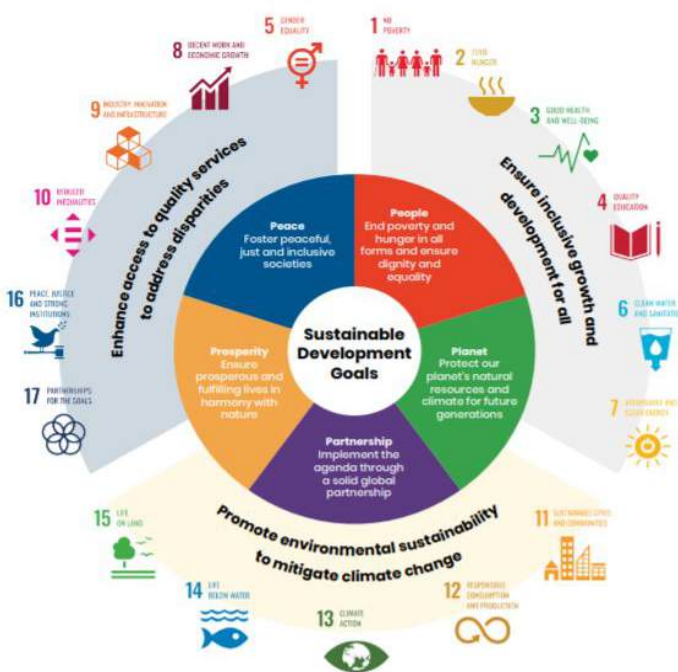 5 GENDER
EQUALITY
1 NO
POVERTY
8 DECENT WORK AND
ECONOMIC GROWTH
2 ZERO
HUNGER
9 INDUSTRY, INNOVATION
AND INFRASTRUCTURE
3 GOOD HEALTH
AND WELL-BEING
10 REDUCED
INEQUALITIES
4 QUALITY
EDUCATION
16 PEACE, JUSTICE
AND STRONG
INSTITUTIONS
6 CLEAN WATER
AND SANITATION
17 PARTNERSHIPS
FOR THE GOALS
7 AFFORDABLE AND
CLEAN ENERGY
Enhance access to quality services
to address disparities
Ensure inclusive growth and
development for all
Peace
Foster peaceful,
just and inclusive
societies
People
End poverty and
hunger in all
forms and ensure
dignity and
equality
Sustainable
Development
Goals
Prosperity
Ensure
prosperous and
fulfilling lives in
harmony with
nature
Planet
Protect our
planet's natural
resources and
climate for future
generations
Partnership
Implement the
agenda through
a solid global
partnership
Promote environmental sustainability
to mitigate climate change
15 LIFE
ON LAND
11 SUSTAINABLE CITIES
AND COMMUNITIES
14 LIFE
BELOW WATER
12 RESPONSIBLE
CONSUMPTION
AND PRODUCTION
13 CLIMATE
ACTION